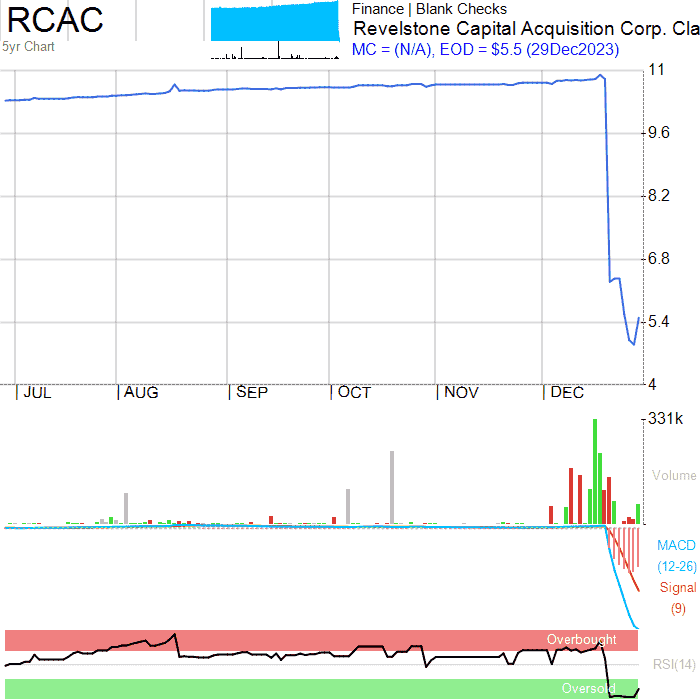 RCAC
5yr Chart
Finance | Blank Checks
Revelstone Capital Acquisition Corp. Cla
MC = (N/A), EOD = $5.5 (29Dec2023)
11
9.6
8.2
6.8
5.4
4
JUL AUG SEP OCT NOV DEC
331k
Volume
MACD
(12-26)
Signal
(9)
Overbought
RSI(14)
Oversold